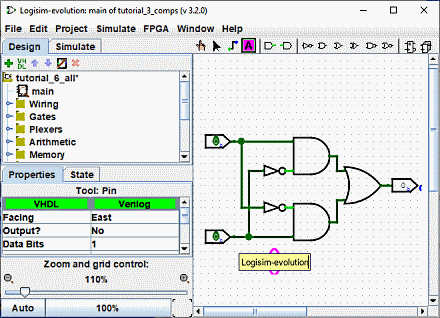 Logisim-evolution: main of tutorial_3_comps (v 3.2.0)
File Edit Project Simulate FPGA Window Help
Design Simulate
A
VH
DL
tutorial_6_all*
main
Wiring
Gates
Plexers
Arithmetic
Memory
Properties State
Tool: Pin
VHDL Verilog
Facing East
Output? No
Data Bits 1
Zoom and grid control:
110%
Auto 100%
0
0
0
Logisim-evolution